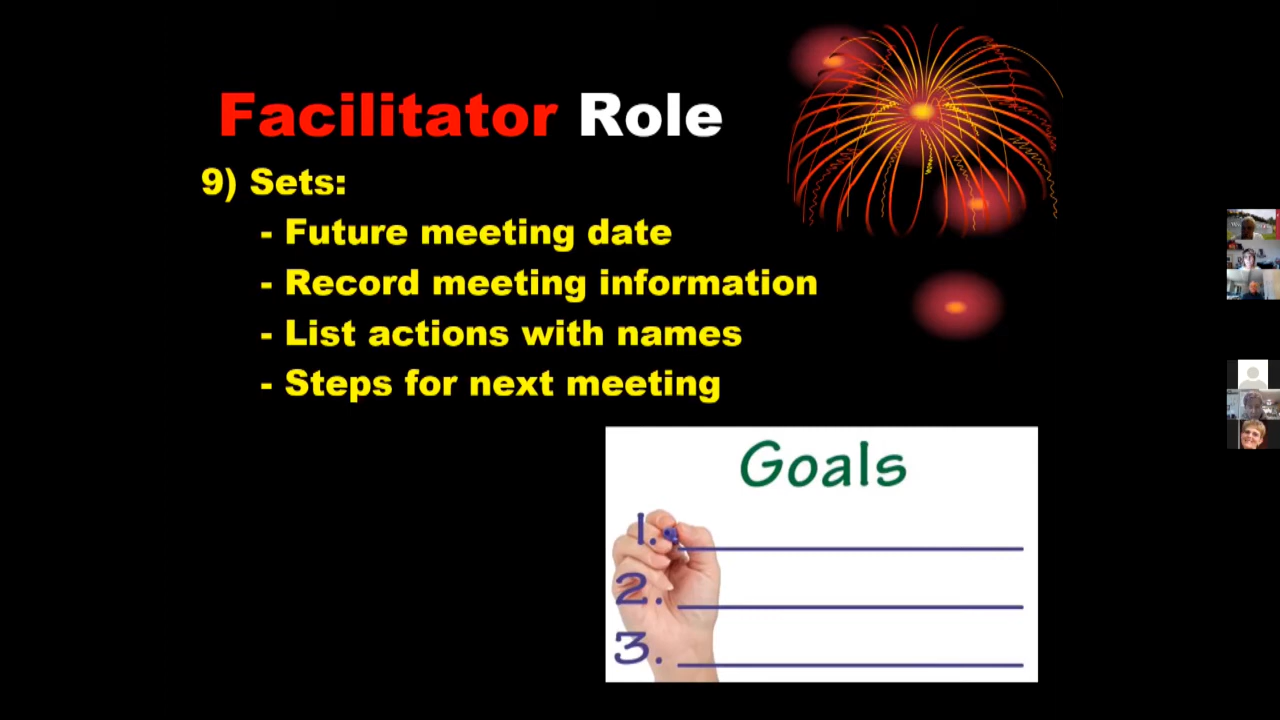 Facilitator Role
9) Sets:
- Future meeting date
- Record meeting information
- List actions with names
- Steps for next meeting
Goals
1.
2.
3.